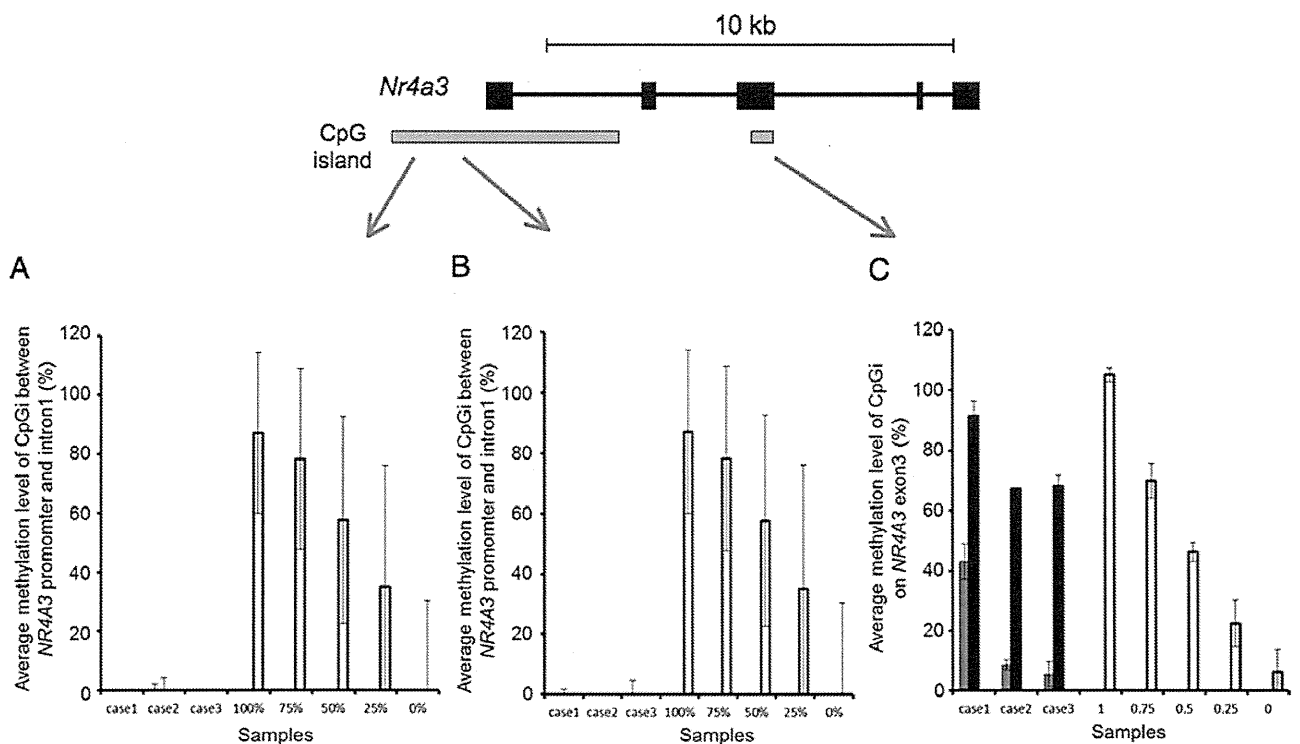 10 kb
Nr4a3
CpG
island
A
B
C
Average methylation level of CpGi between
NR4A3 promomter and intron1 (%)
120
100
80
60
40
20
0
case1 case2 case3 100% 75% 50% 25% 0%
Samples
Average methylation level of CpGi between
NR4A3 promomter and intron1 (%)
120
100
80
60
40
20
0
case1 case2 case3 100% 75% 50% 25% 0%
Samples
Average methylation level of CpGi
on NR4A3 exon3 (%)
120
100
80
60
40
20
0
case1 case2 case3 1 0.75 0.5 0.25 0
Samples